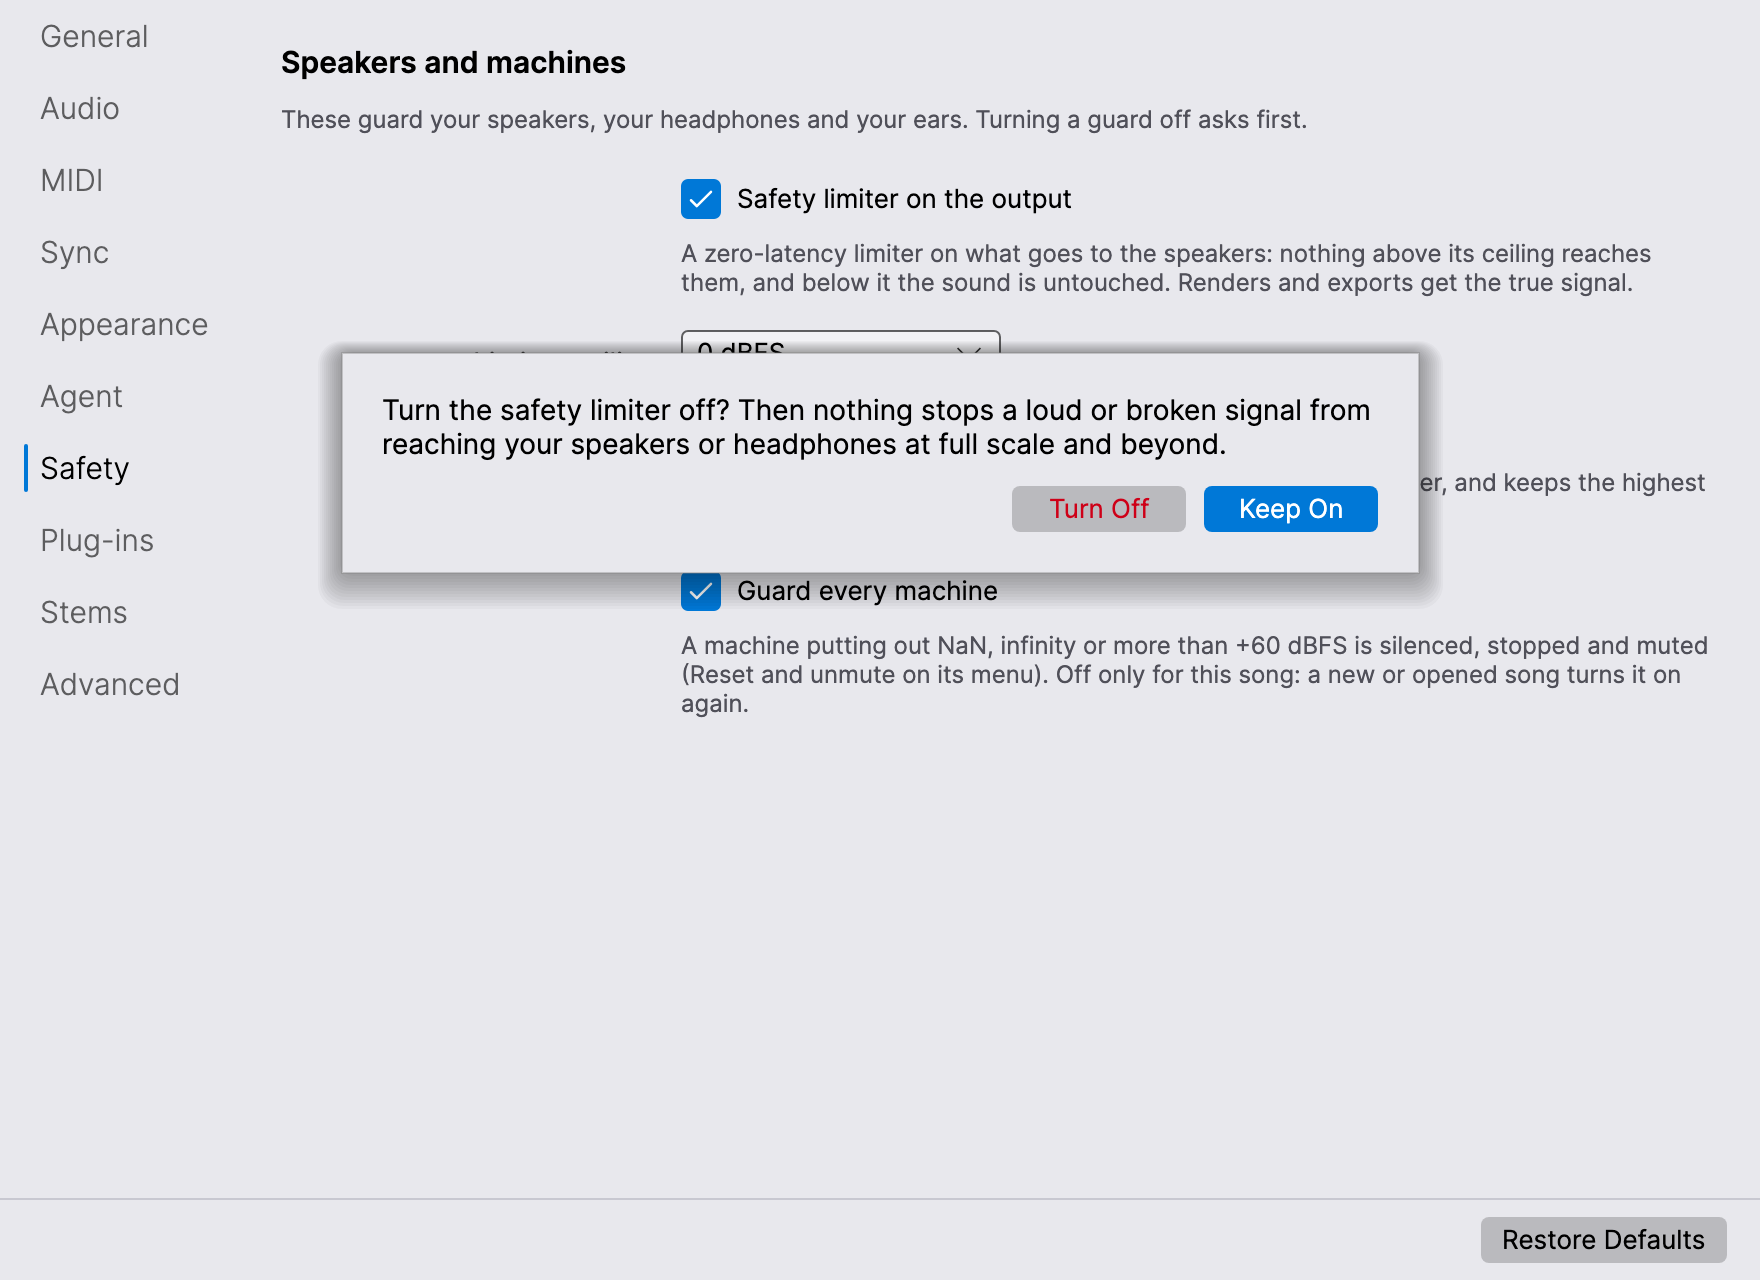 General
Audio
MIDI
Sync
Appearance
Agent
Safety
Plug-ins
Stems
Advanced
Speakers and machines
These guard your speakers, your headphones and your ears. Turning a guard off asks first.
Safety limiter on the output
A zero-latency limiter on what goes to the speakers: nothing above its ceiling reaches
them, and below it the sound is untouched. Renders and exports get the true signal.
0 dBFS
Turn the safety limiter off? Then nothing stops a loud or broken signal from
reaching your speakers or headphones at full scale and beyond.
Turn Off
Keep On
and keeps the highest
Guard every machine
A machine putting out NaN, infinity or more than +60 dBFS is silenced, stopped and muted
(Reset and unmute on its menu). Off only for this song: a new or opened song turns it on
again.
Restore Defaults